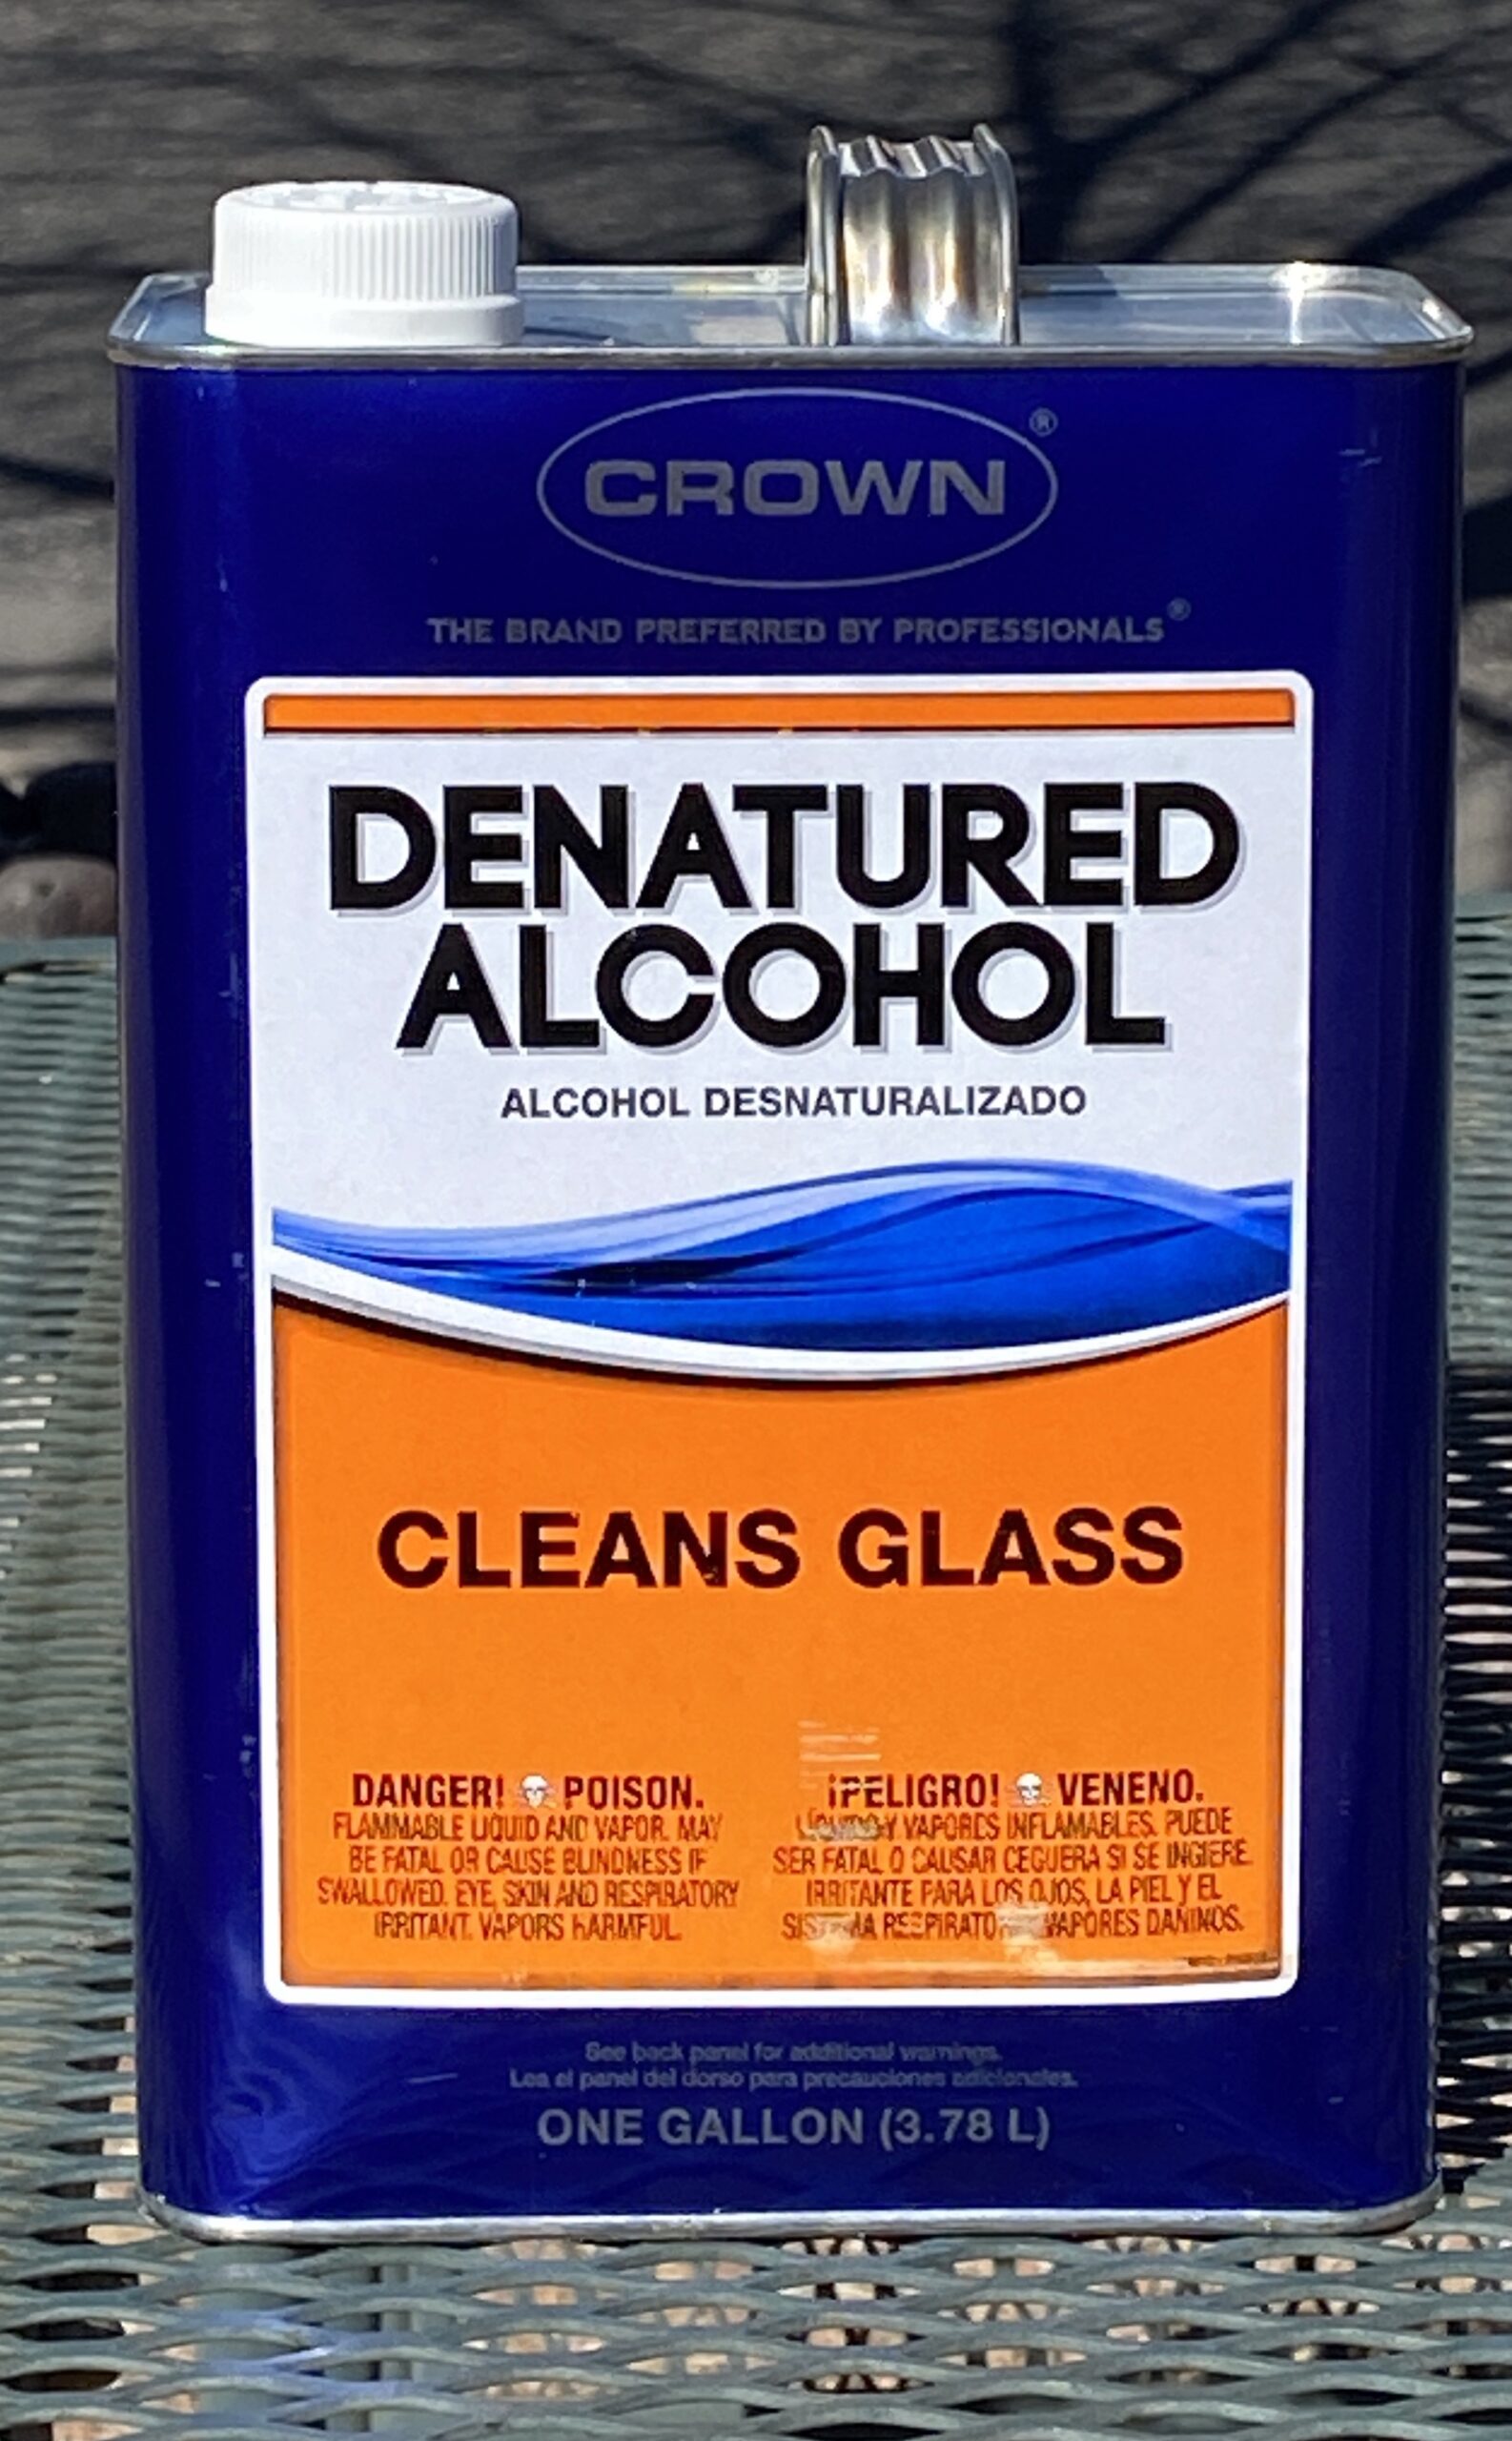 CROWN®
THE BRAND PREFERRED BY PROFESSIONALS®
DENATURED
ALCOHOL
ALCOHOL DESNATURALIZADO
CLEANS GLASS
DANGER! POISON.
FLAMMABLE LIQUID AND VAPOR. MAY
BE FATAL OR CAUSE BLINDNESS IF
SWALLOWED. EYE, SKIN AND RESPIRATORY
IRRITANT. VAPORS HARMFUL.
¡PELIGRO! VENENO.
LÍQUIDO Y VAPORES INFLAMABLES. PUEDE
SER FATAL O CAUSAR CEGUERA SI SE INGIERE.
IRRITANTE PARA LOS OJOS, LA PIEL Y EL
VAPORES DAÑINOS.
See back panel for additional warnings.
Lea el panel del dorso para precauciones adicionales.
ONE GALLON (3.78 L)